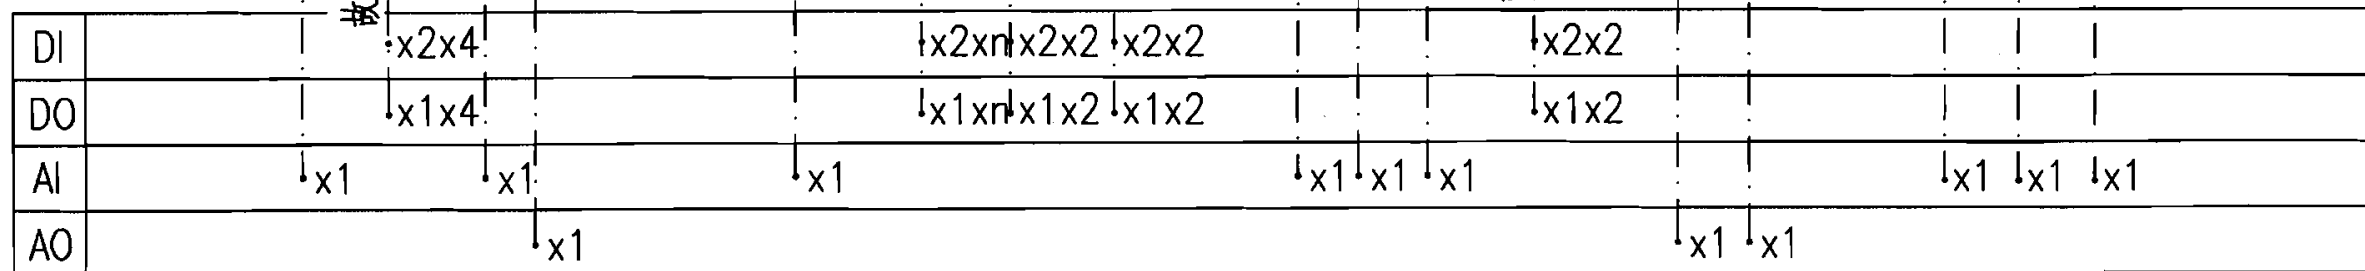 DI x2x4 x2xn x2x2 x2x2 x2x2
DO x1x4 x1xn x1x2 x1x2 x1x2
AI x1 x1 x1 x1 x1 x1 x1 x1 x1
AO x1 x1 x1